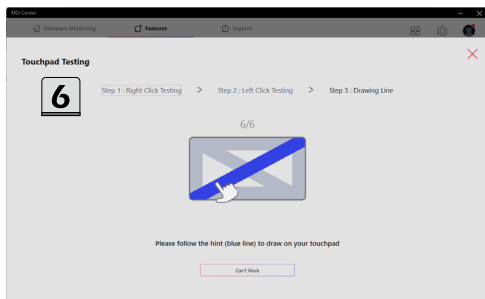 MSI Center
Hardware Monitoring
Features
Support
Touchpad Testing
6
Step 1 : Right Click Testing > Step 2 : Left Click Testing > Step 3 : Drawing Line
6/6
Please follow the hint (blue line) to draw on your touchpad
Can't Work